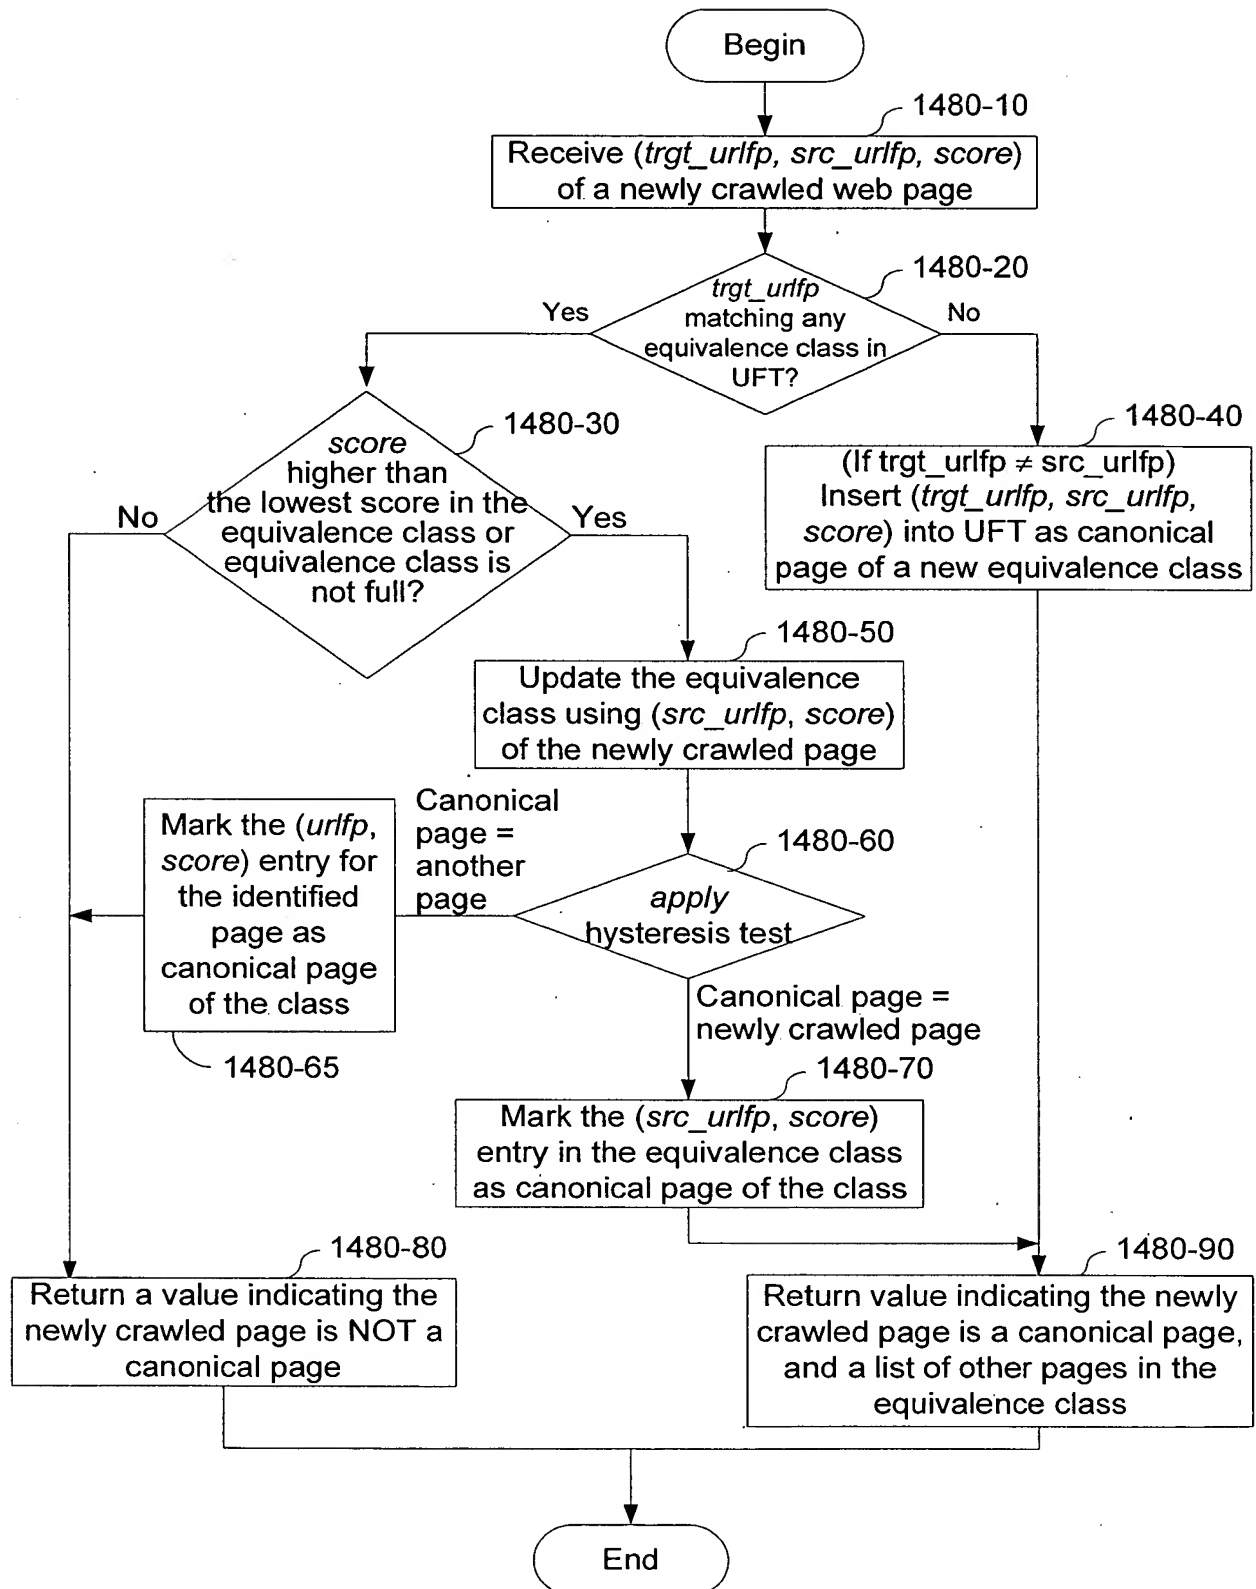 Begin
1480-10
Receive (trgt_urlfp, src_urlfp, score)
of a newly crawled web page
1480-20
trgt_urlfp
matching any
equivalence class in
UFT?
Yes
No
1480-30
score
higher than
the lowest score in the
equivalence class or
equivalence class is
not full?
No
Yes
1480-40
(If trgt_urlfp ≠ src_urlfp)
Insert (trgt_urlfp, src_urlfp,
score) into UFT as canonical
page of a new equivalence class
1480-50
Update the equivalence
class using (src_urlfp, score)
of the newly crawled page
1480-60
apply
hysteresis test
Canonical
page =
another
page
Mark the (urlfp,
score) entry for
the identified
page as
canonical page
of the class
1480-65
Canonical page =
newly crawled page
1480-70
Mark the (src_urlfp, score)
entry in the equivalence class
as canonical page of the class
1480-80
Return a value indicating the
newly crawled page is NOT a
canonical page
1480-90
Return value indicating the newly
crawled page is a canonical page,
and a list of other pages in the
equivalence class
End